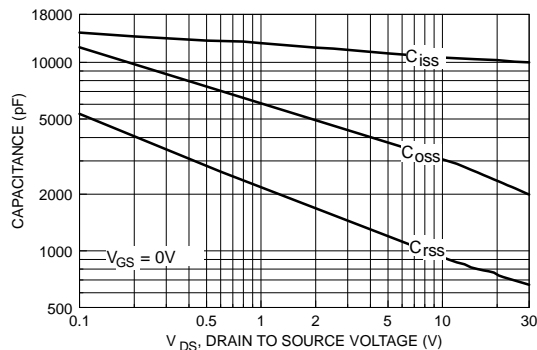 18000
10000
5000
2000
1000
500
CAPACITANCE (pF)
Ciss
Coss
Crss
VGS = 0V
0.1 0.5 1 2 5 10 30
V DS, DRAIN TO SOURCE VOLTAGE (V)